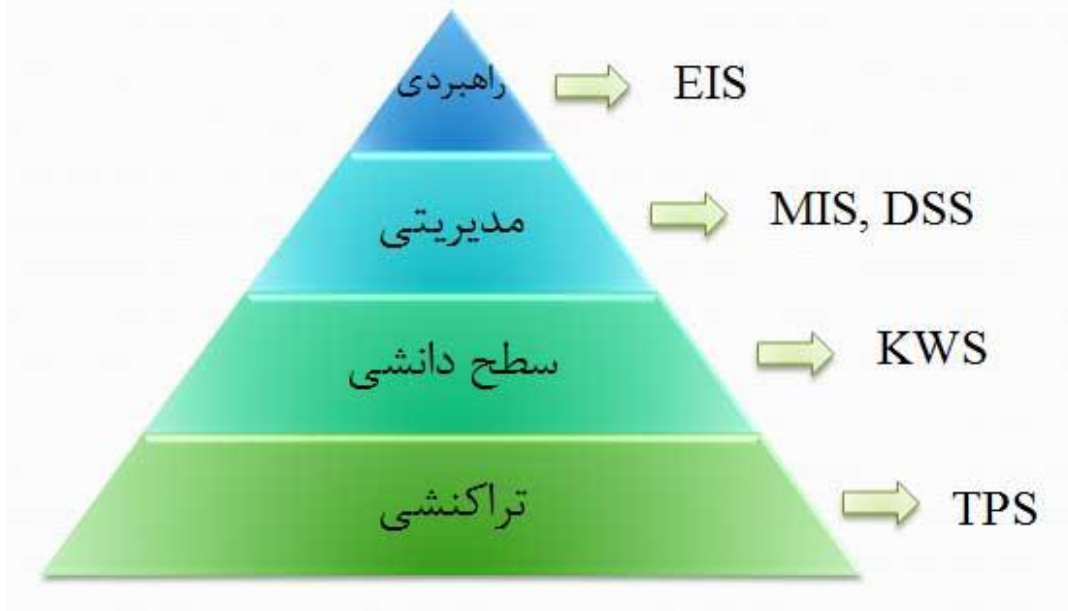 راهبردی
EIS
مدیریتی
MIS, DSS
سطح دانشی
KWS
تراکنشی
TPS